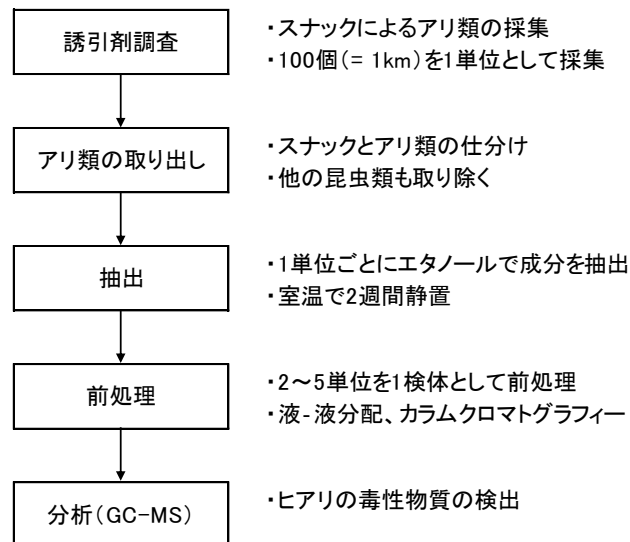 誘引剤調査
・スナックによるアリ類の採集
・100個(= 1km)を1単位として採集
アリ類の取り出し
・スナックとアリ類の仕分け
・他の昆虫類も取り除く
抽出
・1単位ごとにエタノールで成分を抽出
・室温で2週間静置
前処理
・2～5単位を1検体として前処理
・液-液分配、カラムクロマトグラフィー
分析(GC-MS)
・ヒアリの毒性物質の検出